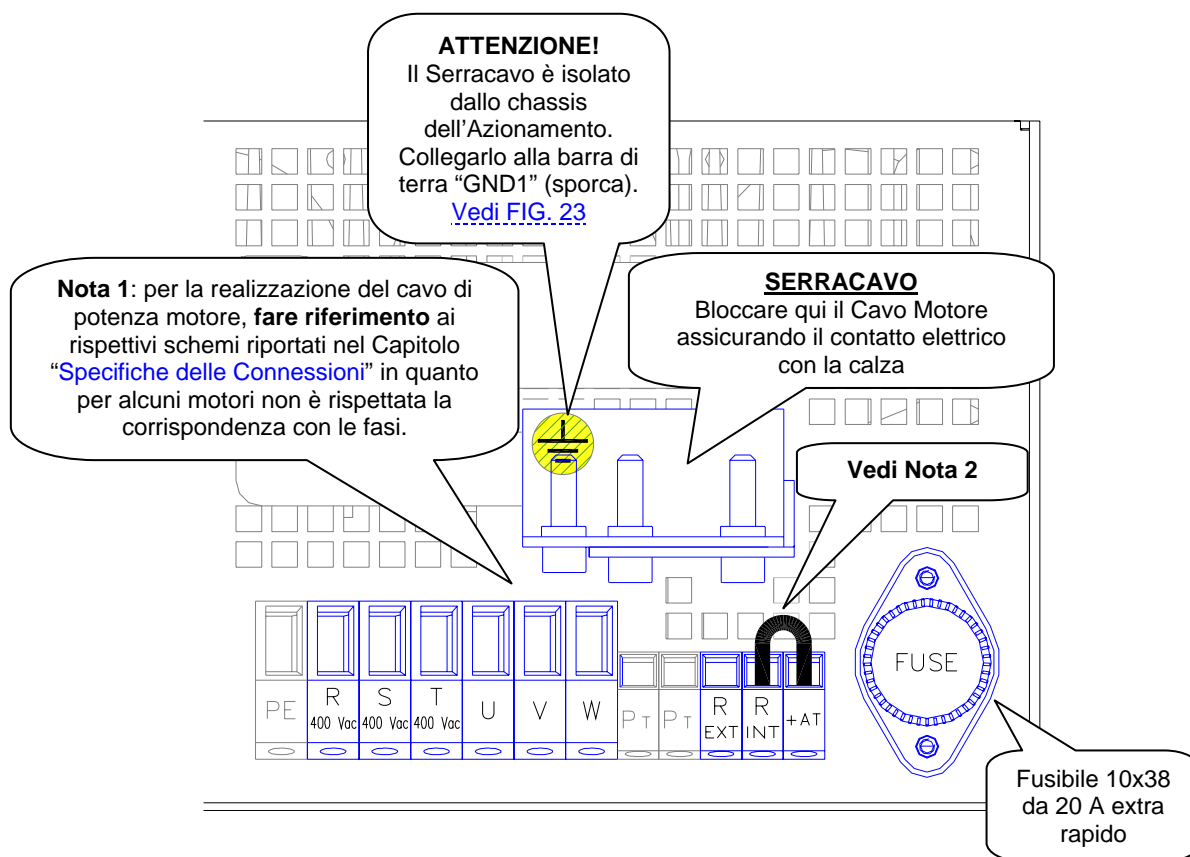 ATTENZIONE!
Il Serracavo è isolato
dallo chassis
dell’Azionamento.
Collegarlo alla barra di
terra “GND1” (sporca).
Vedi FIG. 23
Nota 1: per la realizzazione del cavo di
potenza motore, fare riferimento ai
rispettivi schemi riportati nel Capitolo
“Specifiche delle Connessioni” in quanto
per alcuni motori non è rispettata la
corrispondenza con le fasi.
SERRACAVO
Bloccare qui il Cavo Motore
assicurando il contatto elettrico
con la calza
Vedi Nota 2
PE
R
400 Vac
S
400 Vac
T
400 Vac
U
V
W
PT
PT
R
EXT
R
INT
+AT
FUSE
Fusibile 10x38
da 20 A extra
rapido